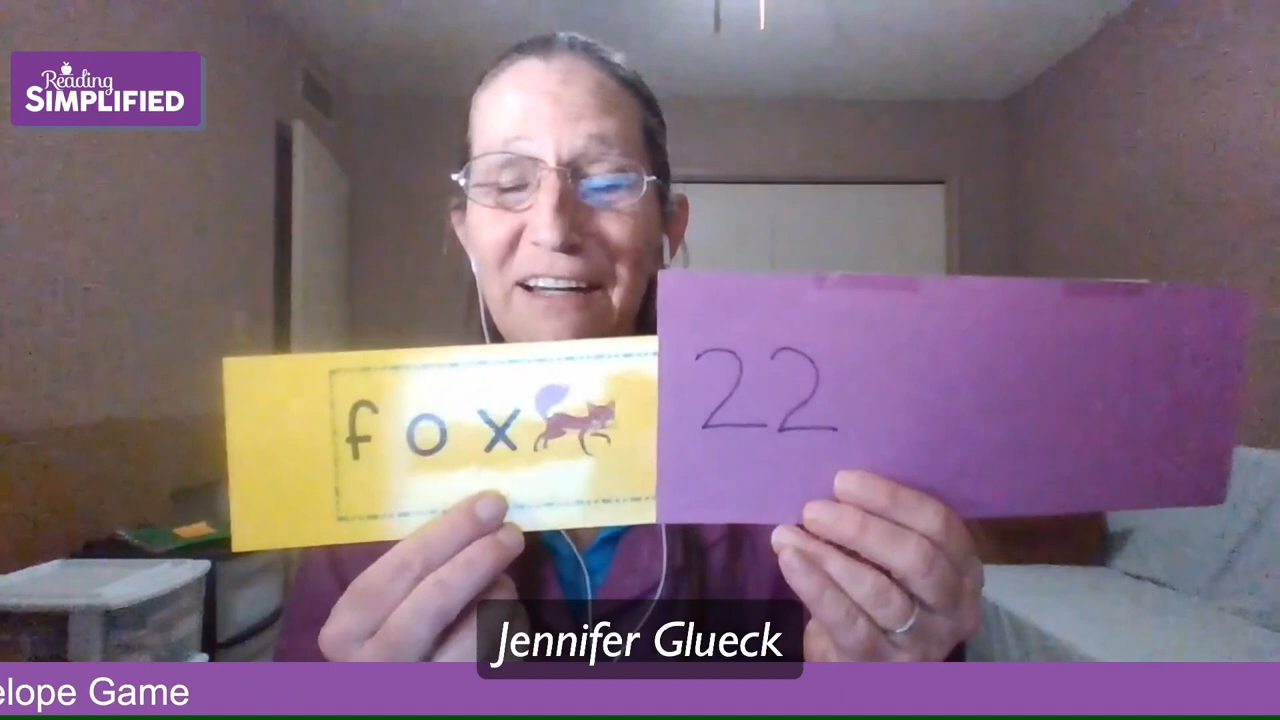 Reading
SIMPLIFIED
fox
22
Jennifer Glueck
elope Game